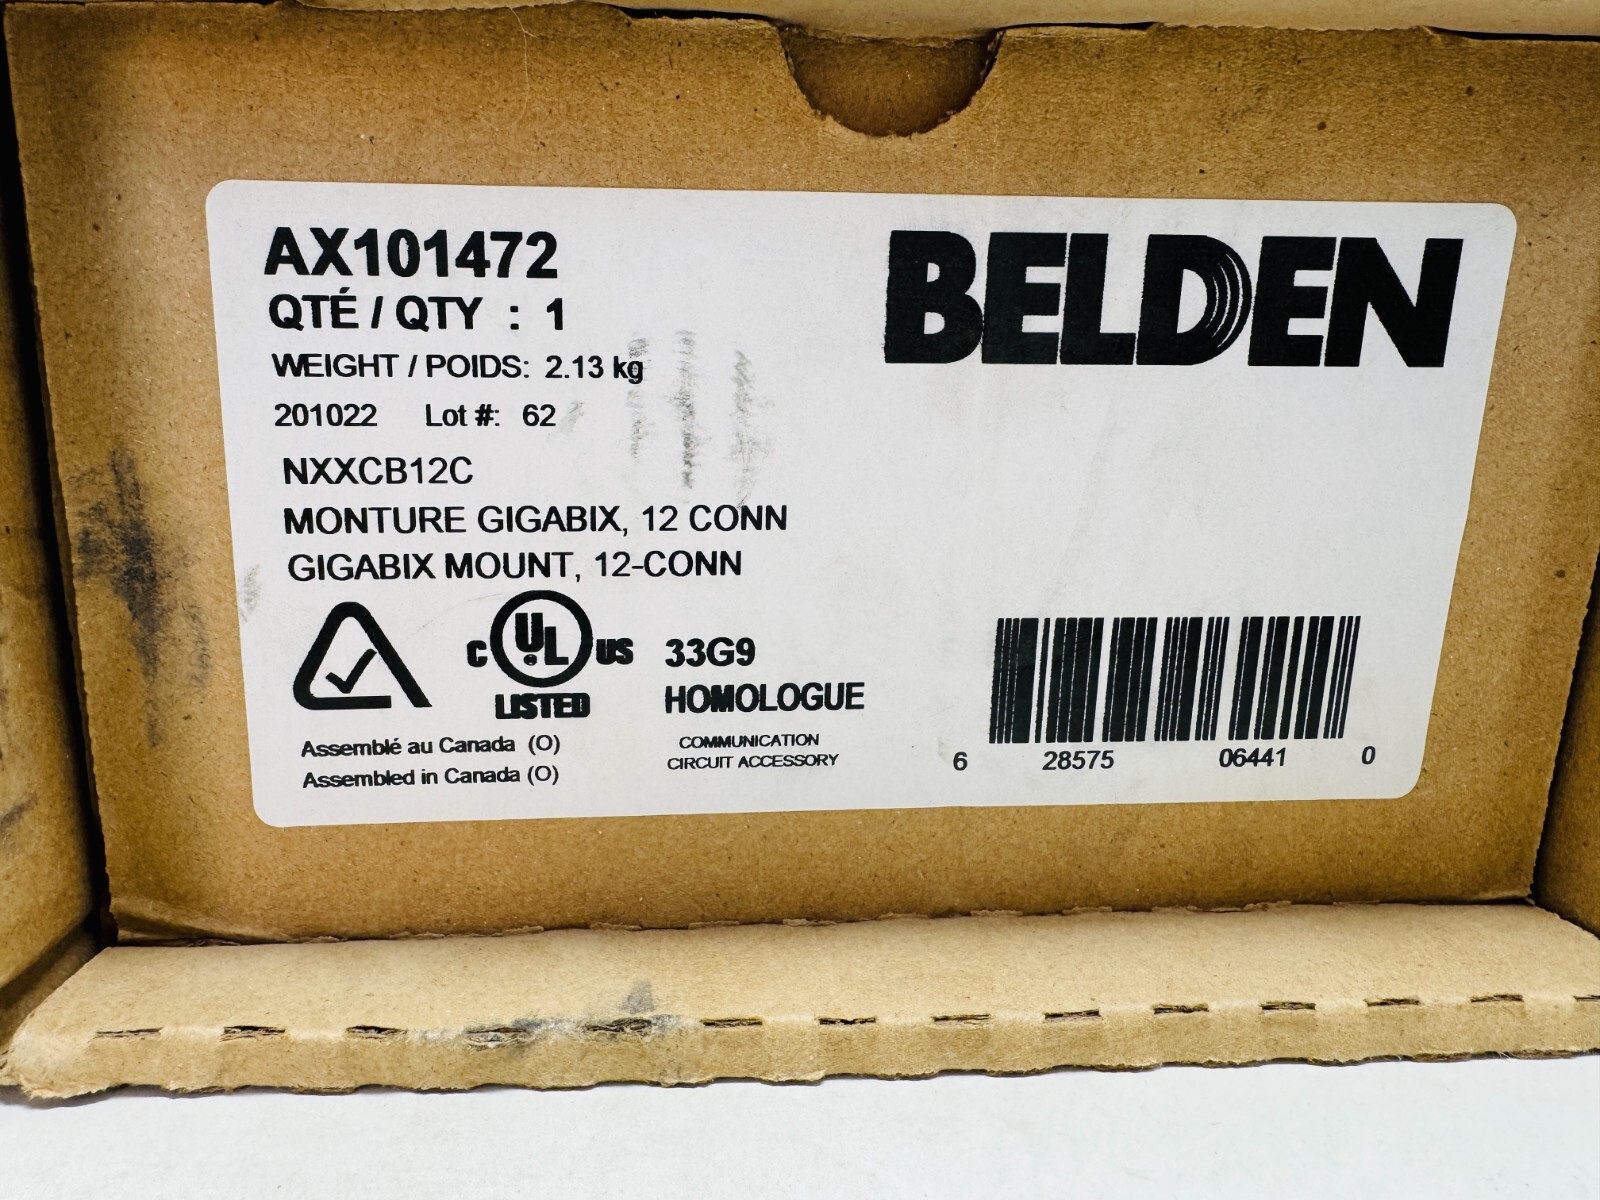 AX101472
QTÉ / QTY : 1
WEIGHT / POIDS: 2.13 kg
201022 Lot #: 62
NXXCB12C
MONTURE GIGABIX, 12 CONN
GIGABIX MOUNT, 12-CONN
BELDEN
C UL US
LISTED
33G9
HOMOLOGUE
COMMUNICATION
CIRCUIT ACCESSORY
Assemblé au Canada (O)
Assembled in Canada (O)
6 28575 06441 0